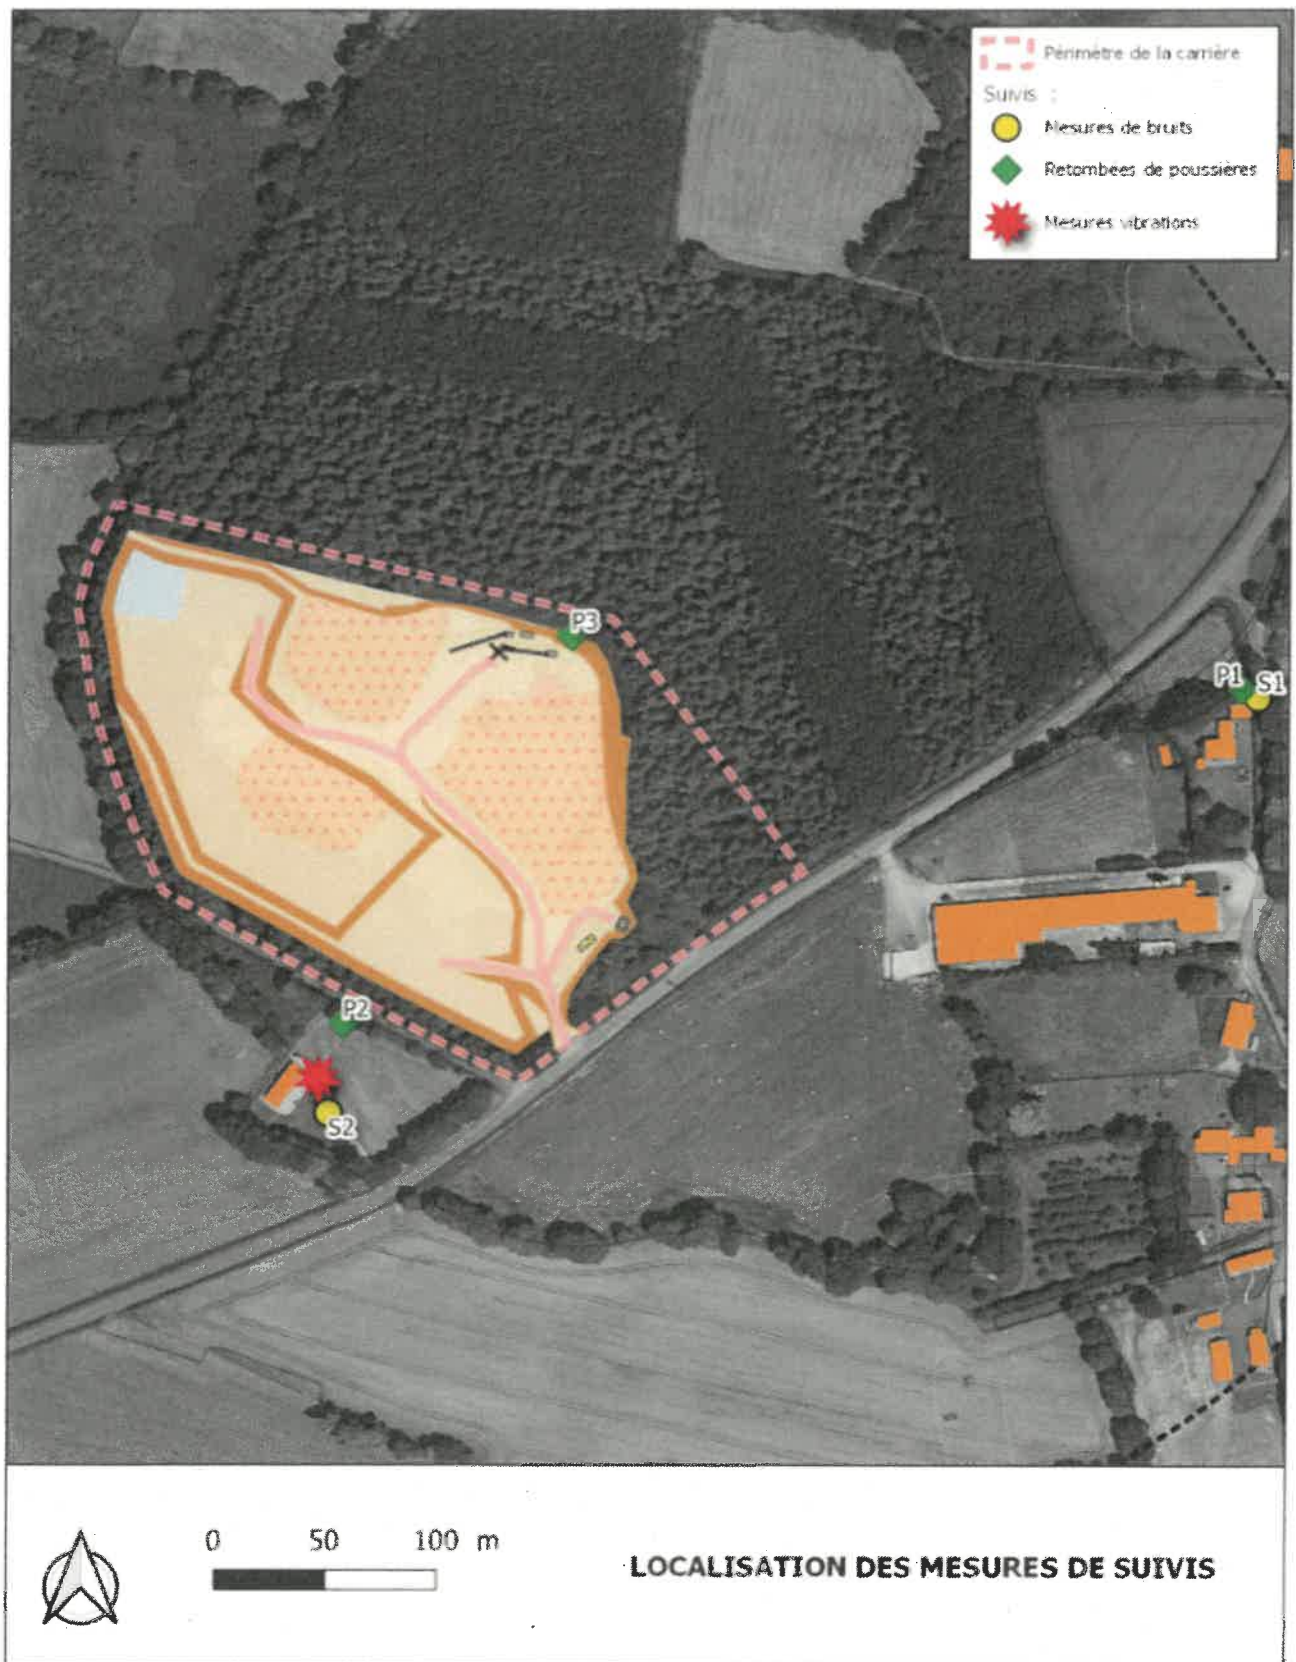 Périmètre de la carrière
Suivis :
Mesures de bruits
Retombees de poussières
Mesures vibrations
P3
P1 S1
P2
S2
0 50 100 m
LOCALISATION DES MESURES DE SUIVIS